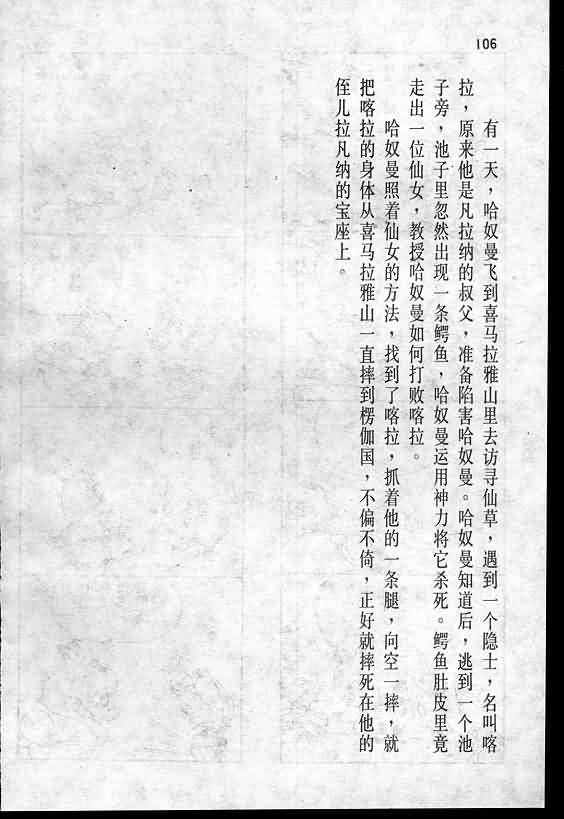 106
有一天，哈奴曼飞到喜马拉雅山里去访寻仙草，遇到一个隐士，名叫喀
拉，原来他是凡拉纳的叔父，准备陷害哈奴曼。哈奴曼知道后，逃到一个池
子旁，池子里忽然出现一条鳄鱼，哈奴曼运用神力将它杀死。鳄鱼肚皮里竟
走出一位仙女，教授哈奴曼如何打败喀拉。
哈奴曼照着仙女的方法，找到了喀拉，抓着他的一条腿，向空一摔，就
把喀拉的身体从喜马拉雅山一直摔到楞伽国，不偏不倚，正好就摔死在他的
侄儿拉凡纳的宝座上。